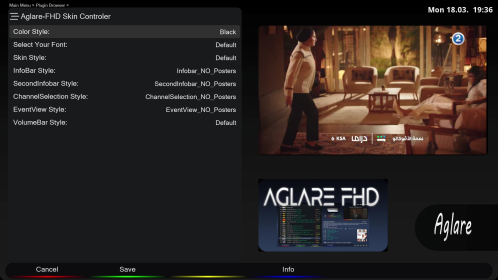 Main Menu • Plugin Browser •
Mon 18.03. 19:36
Aglare-FHD Skin Controler
Color Style: Black
Select Your Font: Default
Skin Style: Default
InfoBar Style: Infobar_NO_Posters
SecondInfobar Style: SecondInfobar_NO_Posters
ChannelSelection Style: ChannelSelection_NO_Posters
EventView Style: EventView_NO_Posters
VolumeBar Style: Default
2
6 KSA دراما
AGLARE FHD
Aglare
Cancel Save Info